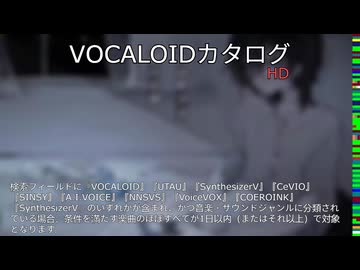 VOCALOIDカタログ
HD
検索フィールドに『VOCALOID』『UTAU』『SynthesizerV』『CeVIO』
『SINSY』『A.I.VOICE』『NNSVS』『VoiceVOX』『COEROINK』
『SynthesizerV』のいずれかが含まれ、かつ音楽・サウンドジャンルに分類され
ている場合、条件を満たす楽曲のほぼすべてが1日以内（またはそれ以上）で対象
となります